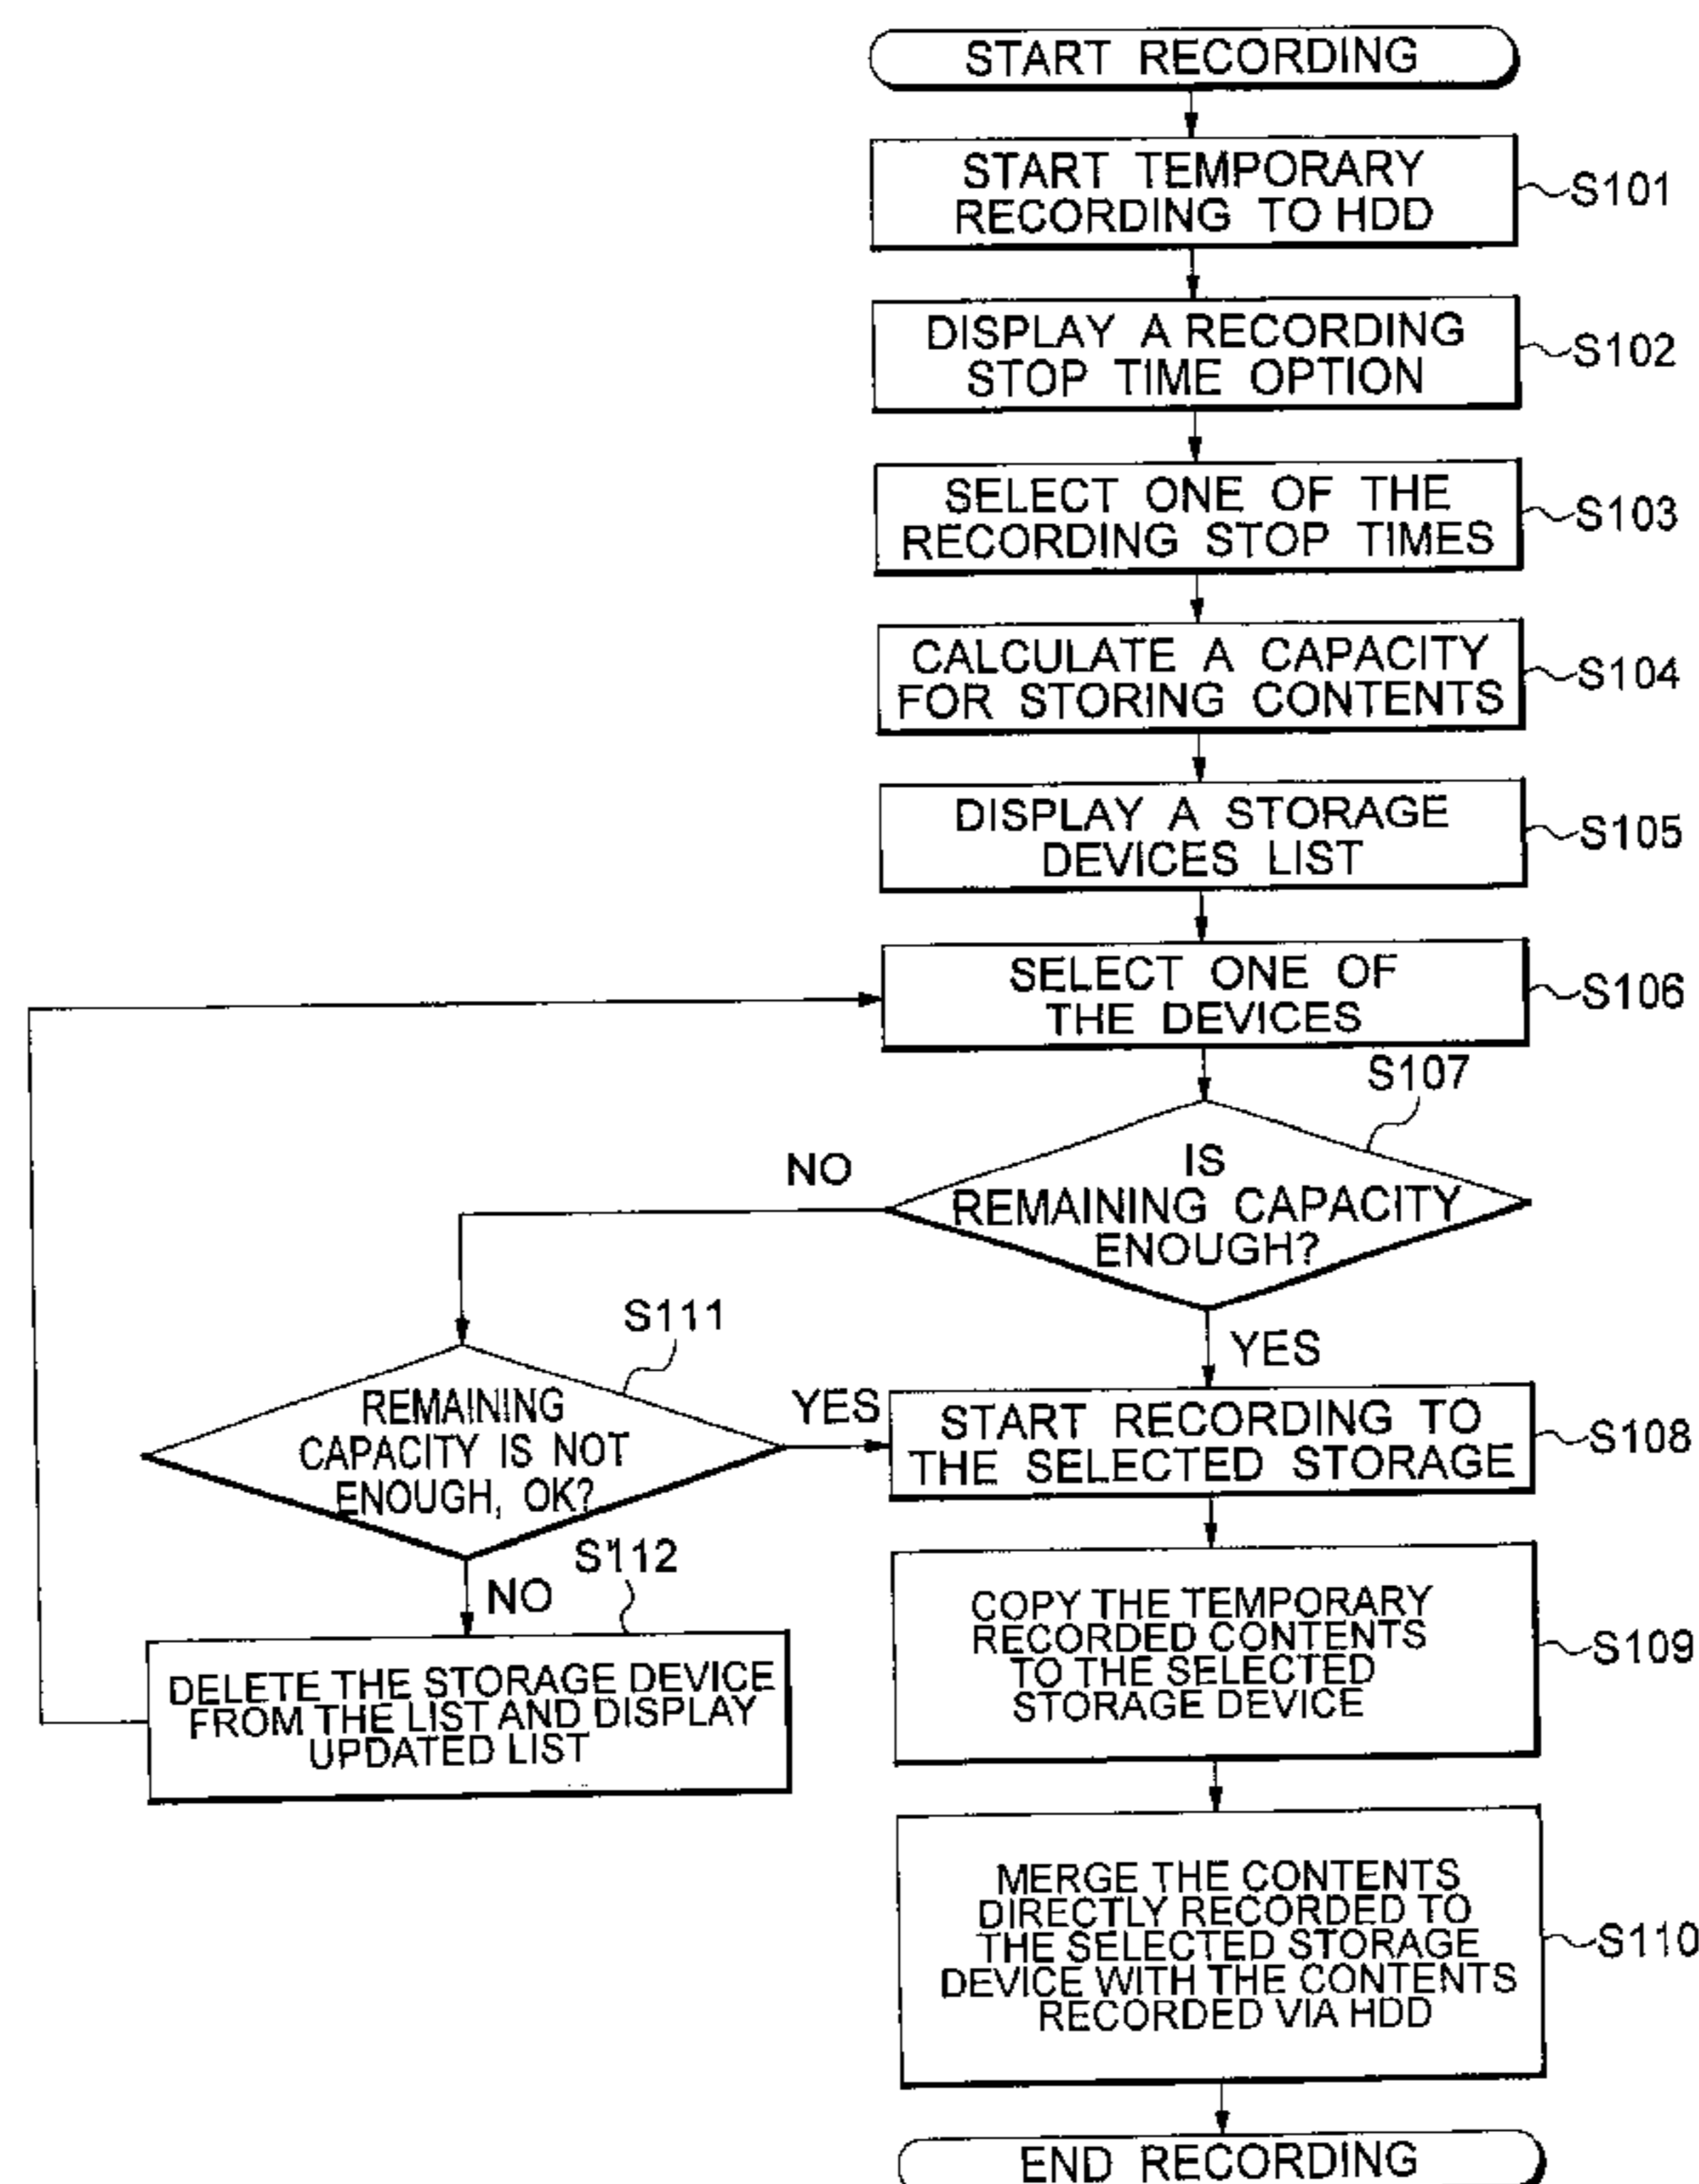 START RECORDING
START TEMPORARY
RECORDING TO HDD
S101
DISPLAY A RECORDING
STOP TIME OPTION
S102
SELECT ONE OF THE
RECORDING STOP TIMES
S103
CALCULATE A CAPACITY
FOR STORING CONTENTS
S104
DISPLAY A STORAGE
DEVICES LIST
S105
SELECT ONE OF
THE DEVICES
S106
S107
IS
REMAINING CAPACITY
ENOUGH?
NO
YES
S111
REMAINING
CAPACITY IS NOT
ENOUGH, OK?
YES
NO
START RECORDING TO
THE SELECTED STORAGE
S108
S112
DELETE THE STORAGE DEVICE
FROM THE LIST AND DISPLAY
UPDATED LIST
COPY THE TEMPORARY
RECORDED CONTENTS
TO THE SELECTED
STORAGE DEVICE
S109
MERGE THE CONTENTS
DIRECTLY RECORDED TO
THE SELECTED STORAGE
DEVICE WITH THE CONTENTS
RECORDED VIA HDD
S110
END RECORDING